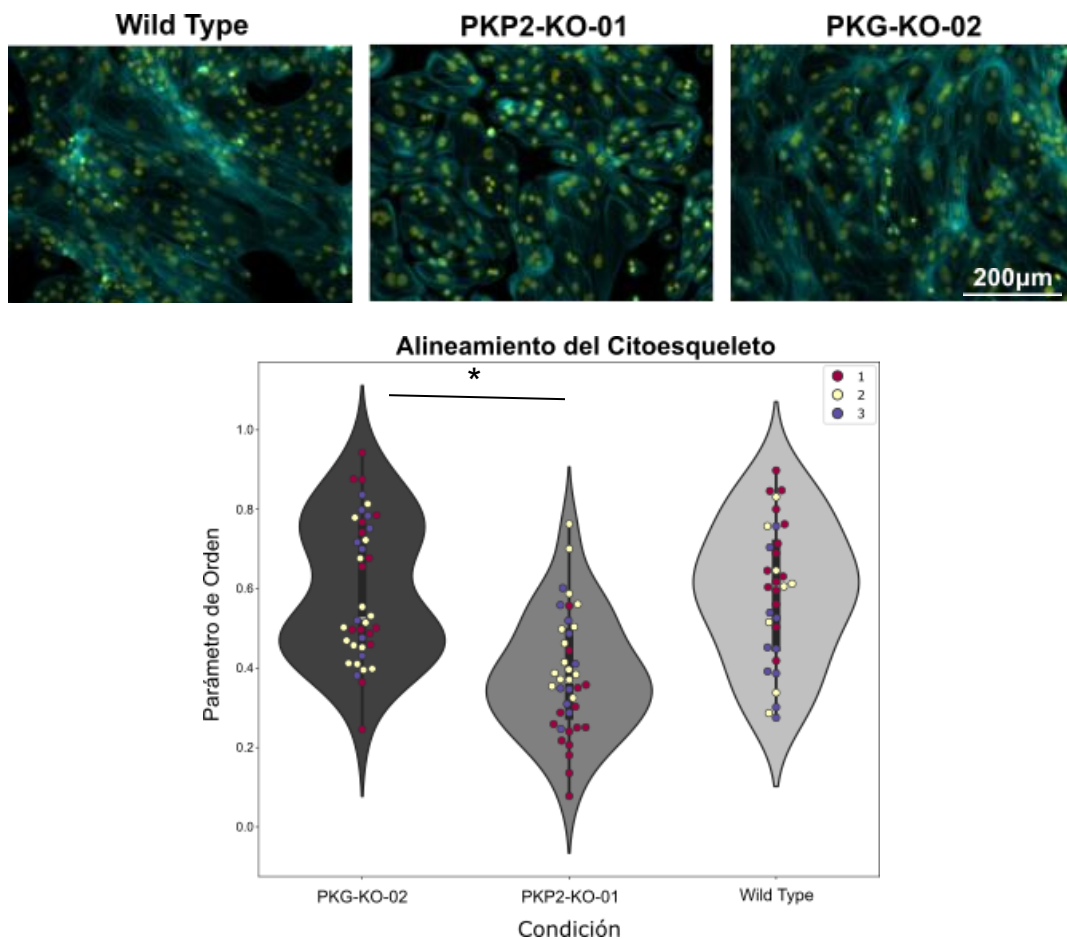 Wild Type
PKP2-KO-01
PKG-KO-02
200µm
Alineamiento del Citoesqueleto
*
1
2
3
Parámetro de Orden
1.0
0.8
0.6
0.4
0.2
0.0
PKG-KO-02
PKP2-KO-01
Wild Type
Condición